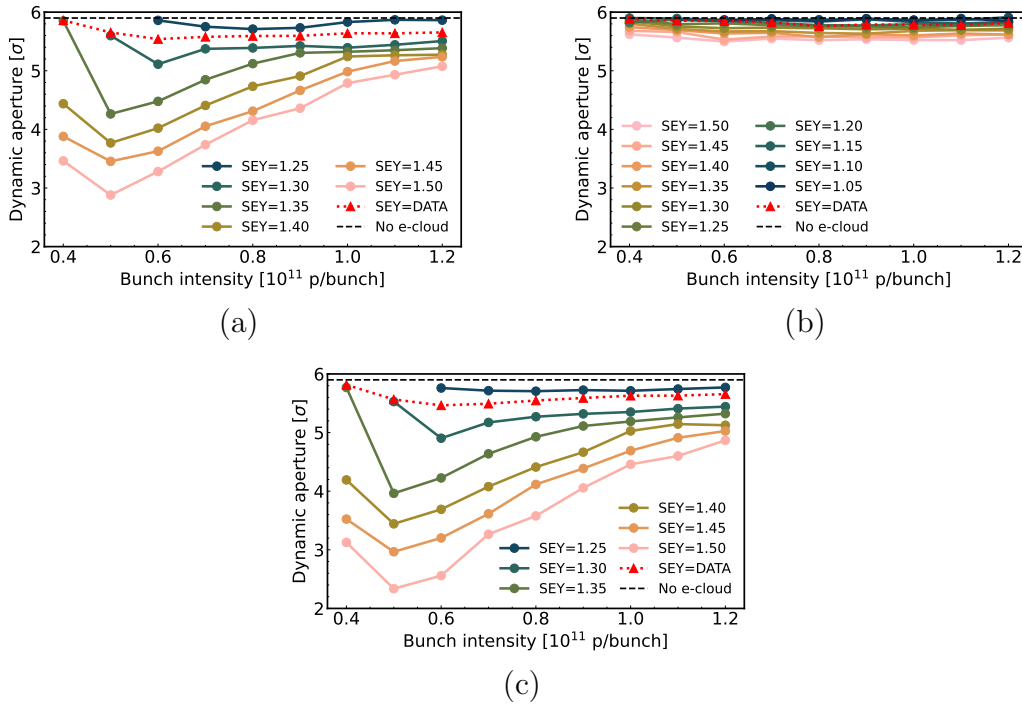 Dynamic aperture [σ]
6
5
4
3
2
SEY=1.25
SEY=1.30
SEY=1.35
SEY=1.40
SEY=1.45
SEY=1.50
SEY=DATA
No e-cloud
0.4 0.6 0.8 1.0 1.2
Bunch intensity [10¹¹ p/bunch]
(a)
Dynamic aperture [σ]
6
5
4
3
2
SEY=1.50
SEY=1.45
SEY=1.40
SEY=1.35
SEY=1.30
SEY=1.25
SEY=1.20
SEY=1.15
SEY=1.10
SEY=1.05
SEY=DATA
No e-cloud
0.4 0.6 0.8 1.0 1.2
Bunch intensity [10¹¹ p/bunch]
(b)
Dynamic aperture [σ]
6
5
4
3
2
SEY=1.25
SEY=1.30
SEY=1.35
SEY=1.40
SEY=1.45
SEY=1.50
SEY=DATA
No e-cloud
0.4 0.6 0.8 1.0 1.2
Bunch intensity [10¹¹ p/bunch]
(c)